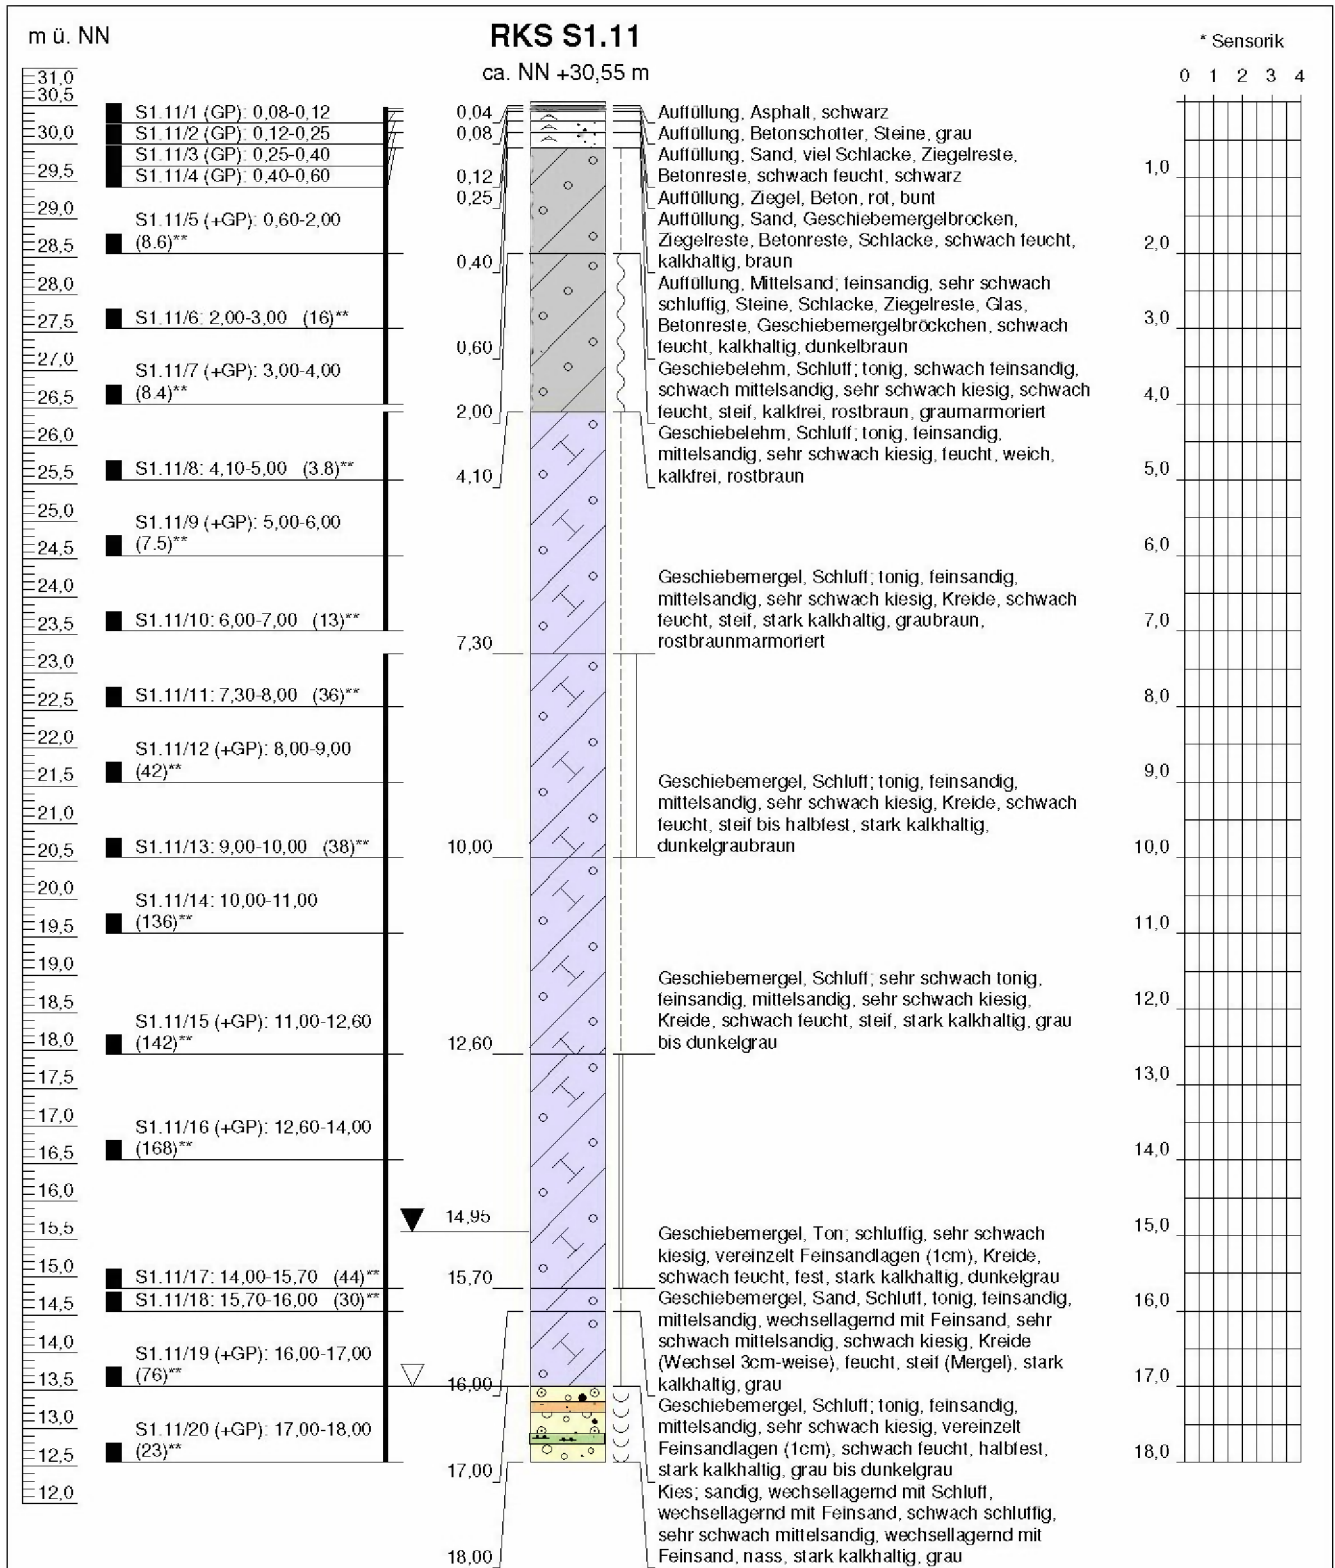 m ü. NN
RKS S1.11
ca. NN +30,55 m
* Sensorik
0 1 2 3 4
31,0
30,5
30,0
29,5
29,0
28,5
28,0
27,5
27,0
26,5
26,0
25,5
25,0
24,5
24,0
23,5
23,0
22,5
22,0
21,5
21,0
20,5
20,0
19,5
19,0
18,5
18,0
17,5
17,0
16,5
16,0
15,5
15,0
14,5
14,0
13,5
13,0
12,5
12,0
S1.11/1 (GP): 0,08-0,12
S1.11/2 (GP): 0,12-0,25
S1.11/3 (GP): 0,25-0,40
S1.11/4 (GP): 0,40-0,60
S1.11/5 (+GP): 0,60-2,00
(8.6)**
S1.11/6: 2,00-3,00 (16)**
S1.11/7 (+GP): 3,00-4,00
(8.4)**
S1.11/8: 4,10-5,00 (3.8)**
S1.11/9 (+GP): 5,00-6,00
(7.5)**
S1.11/10: 6,00-7,00 (13)**
S1.11/11: 7,30-8,00 (36)**
S1.11/12 (+GP): 8,00-9,00
(42)**
S1.11/13: 9,00-10,00 (38)**
S1.11/14: 10,00-11,00
(136)**
S1.11/15 (+GP): 11,00-12,60
(142)**
S1.11/16 (+GP): 12,60-14,00
(168)**
S1.11/17: 14,00-15,70 (44)**
S1.11/18: 15,70-16,00 (30)**
S1.11/19 (+GP): 16,00-17,00
(76)**
S1.11/20 (+GP): 17,00-18,00
(23)**
0,04
0,08
0,12
0,25
0,40
0,60
2,00
4,10
7,30
10,00
12,60
14,95
15,70
16,00
17,00
18,00
Auffüllung, Asphalt, schwarz
Auffüllung, Betonschotter, Steine, grau
Auffüllung, Sand, viel Schlacke, Ziegelreste,
Betonreste, schwach feucht, schwarz
Auffüllung, Ziegel, Beton, rot, bunt
Auffüllung, Sand, Geschiebemergelbrocken,
Ziegelreste, Betonreste, Schlacke, schwach feucht,
kalkhaltig, braun
Auffüllung, Mittelsand; feinsandig, sehr schwach
schluffig, Steine, Schlacke, Ziegelreste, Glas,
Betonreste, Geschiebemergelbröckchen, schwach
feucht, kalkhaltig, dunkelbraun
Geschiebelehm, Schluff; tonig, schwach feinsandig,
schwach mittelsandig, sehr schwach kiesig, schwach
feucht, steif, kalkfrei, rostbraun, graumarmoriert
Geschiebelehm, Schluff; tonig, feinsandig,
mittelsandig, sehr schwach kiesig, feucht, weich,
kalkfrei, rostbraun
Geschiebemergel, Schluff; tonig, feinsandig,
mittelsandig, sehr schwach kiesig, Kreide, schwach
feucht, steif, stark kalkhaltig, graubraun,
rostbraunmarmoriert
Geschiebemergel, Schluff; tonig, feinsandig,
mittelsandig, sehr schwach kiesig, Kreide, schwach
feucht, steif bis halbfest, stark kalkhaltig,
dunkelgraubraun
Geschiebemergel, Schluff; sehr schwach tonig,
feinsandig, mittelsandig, sehr schwach kiesig,
Kreide, schwach feucht, steif, stark kalkhaltig, grau
bis dunkelgrau
Geschiebemergel, Ton; schluffig, sehr schwach
kiesig, vereinzelt Feinsandlagen (1cm), Kreide,
schwach feucht, fest, stark kalkhaltig, dunkelgrau
Geschiebemergel, Sand, Schluff, tonig, feinsandig,
mittelsandig, wechsellagernd mit Feinsand, sehr
schwach mittelsandig, schwach kiesig, Kreide
(Wechsel 3cm-weise), feucht, steif (Mergel), stark
kalkhaltig, grau
Geschiebemergel, Schluff; tonig, feinsandig,
mittelsandig, sehr schwach kiesig, vereinzelt
Feinsandlagen (1cm), schwach feucht, halbfest,
stark kalkhaltig, grau bis dunkelgrau
Kies; sandig, wechsellagernd mit Schluff,
wechsellagernd mit Feinsand, schwach schluffig,
sehr schwach mittelsandig, wechsellagernd mit
Feinsand, nass, stark kalkhaltig, grau
1,0
2,0
3,0
4,0
5,0
6,0
7,0
8,0
9,0
10,0
11,0
12,0
13,0
14,0
15,0
16,0
17,0
18,0